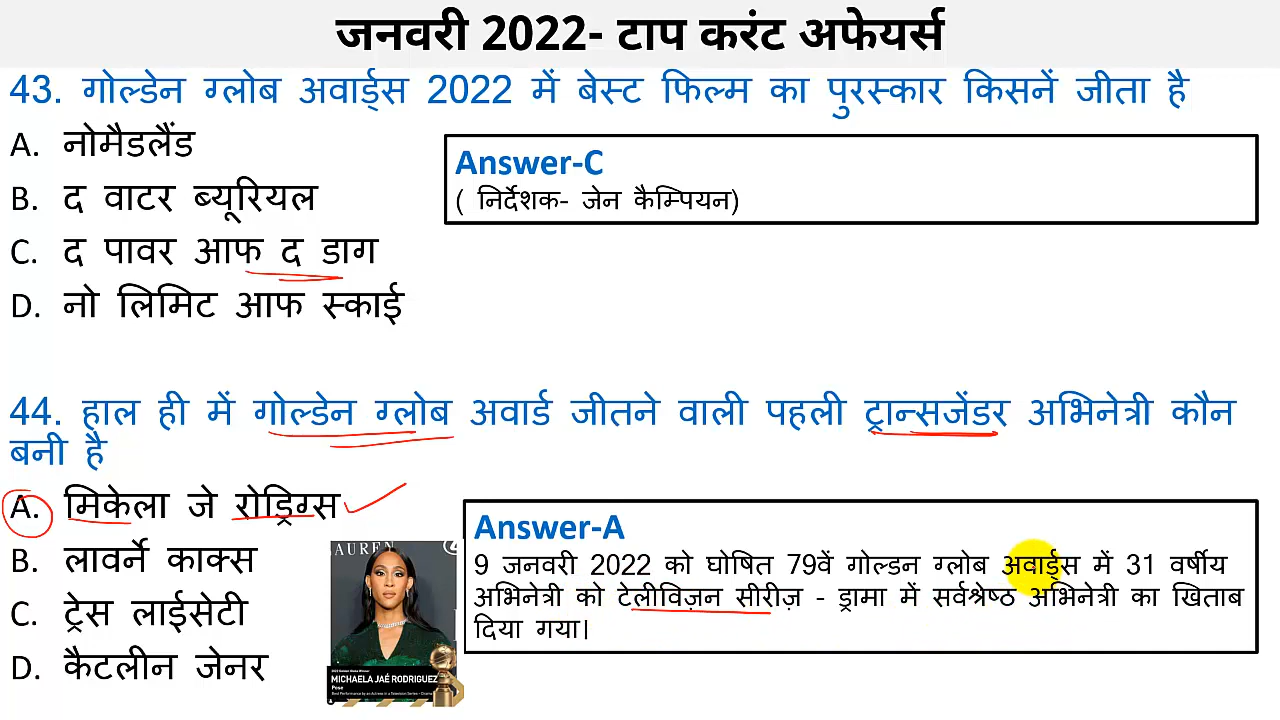 जनवरी 2022- टाप करंट अफेयर्स
43. गोल्डेन ग्लोब अवार्ड्स 2022 में बेस्ट फिल्म का पुरस्कार किसनें जीता है
A. नोमैडलैंड
B. द वाटर ब्यूरियल
C. द पावर आफ द डाग
D. नो लिमिट आफ स्काई
Answer-C
( निर्देशक- जेन कैम्पियन)
44. हाल ही में गोल्डेन ग्लोब अवार्ड जीतने वाली पहली ट्रान्सजेंडर अभिनेत्री कौन
बनी है
A. मिकेला जे रोड्रिग्स
B. लावर्ने काक्स
C. ट्रेस लाईसेटी
D. कैटलीन जेनर
LAUREN
MICHAELA JAÉ RODRIGUEZ
Pose
Answer-A
9 जनवरी 2022 को घोषित 79वें गोल्डन ग्लोब अवार्ड्स में 31 वर्षीय
अभिनेत्री को टेलीविज़न सीरीज़ - ड्रामा में सर्वश्रेष्ठ अभिनेत्री का खिताब
दिया गया।